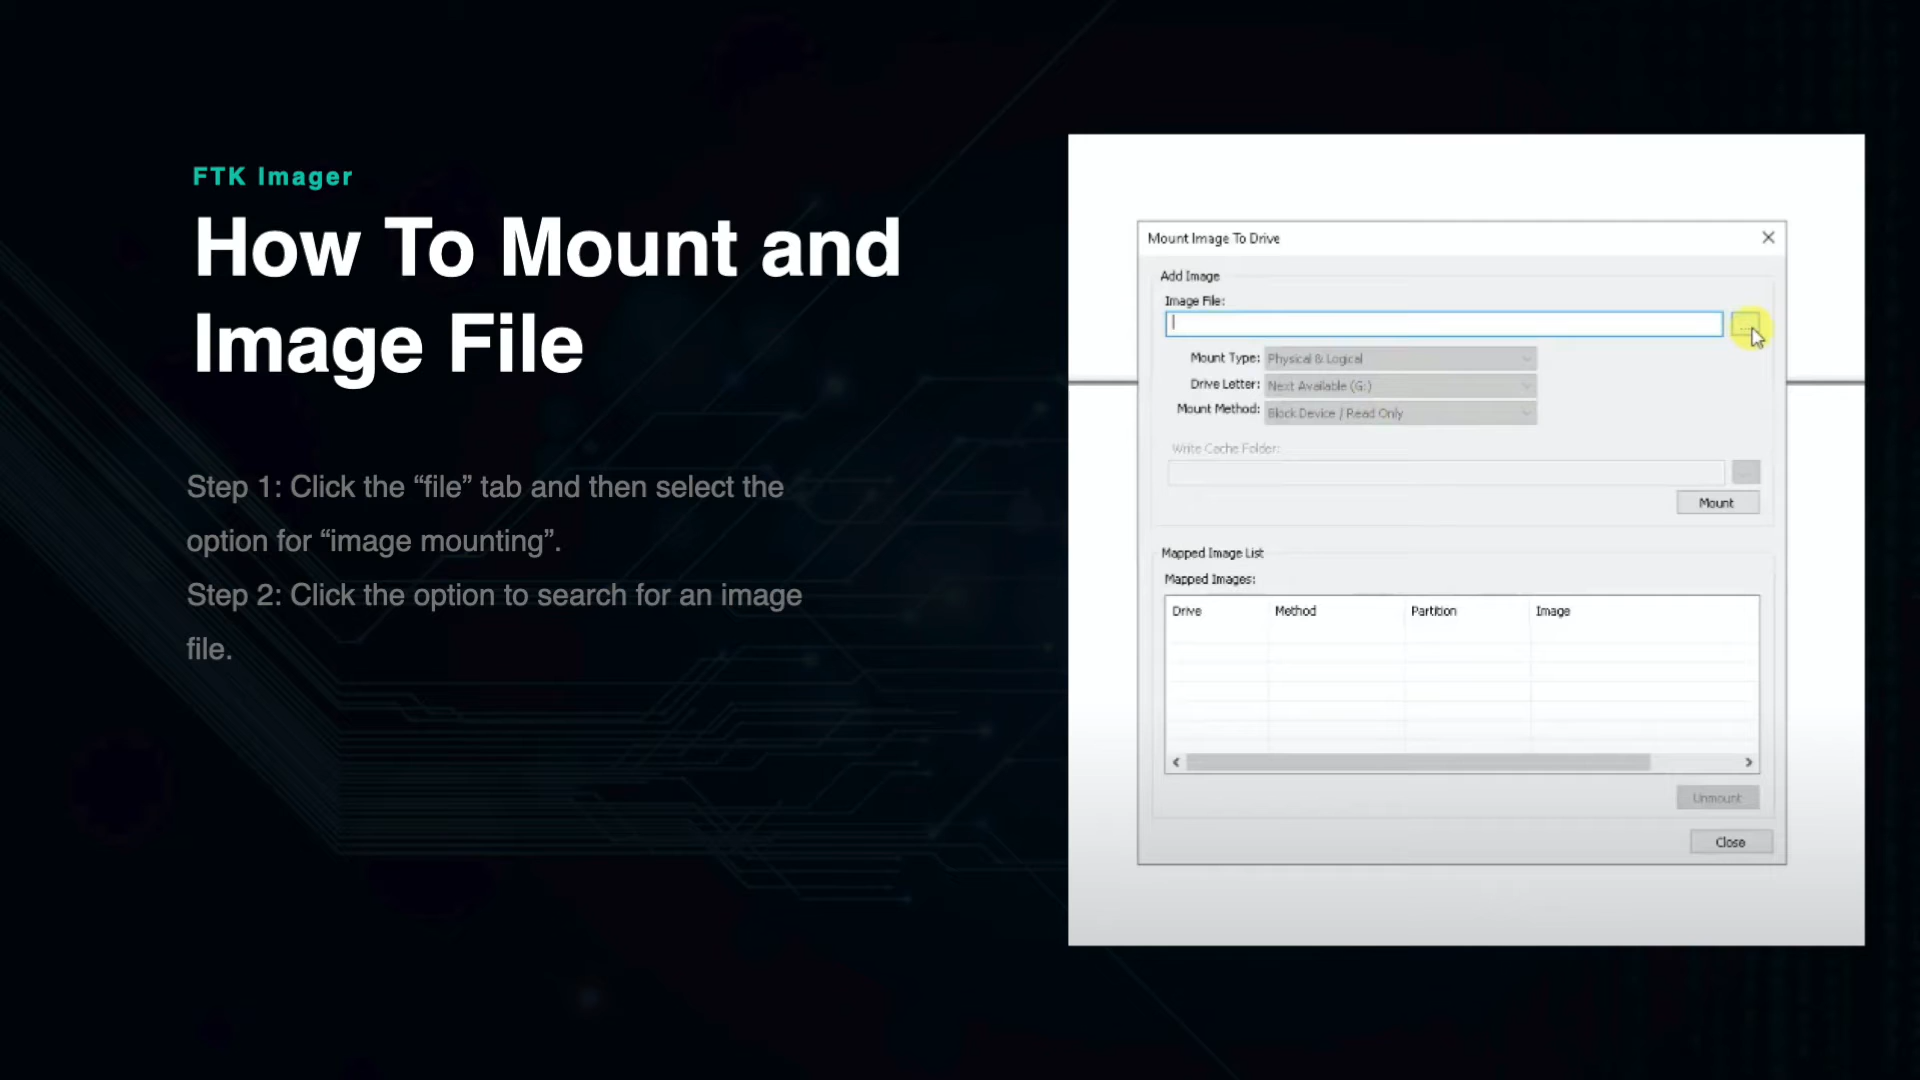 FTK Imager
How To Mount and
Image File
Step 1: Click the “file” tab and then select the
option for “image mounting”.
Step 2: Click the option to search for an image
file.
Mount Image To Drive
Add Image
Image File:
...
Mount Type: Physical & Logical
Drive Letter: Next Available (G:)
Mount Method: Block Device / Read Only
Write Cache Folder:
Mount
Mapped Image List
Mapped Images:
Drive Method Partition Image
Unmount
Close